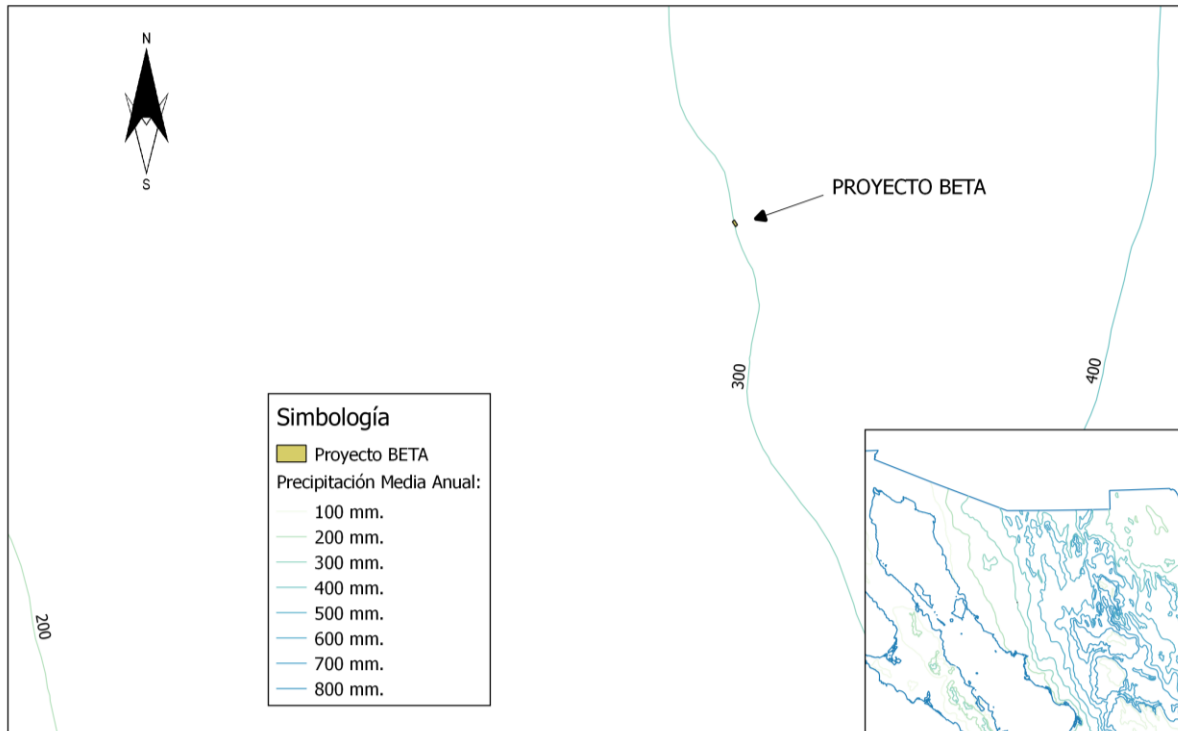 N
S
PROYECTO BETA
300
400
200
Simbología
Proyecto BETA
Precipitación Media Anual:
100 mm.
200 mm.
300 mm.
400 mm.
500 mm.
600 mm.
700 mm.
800 mm.